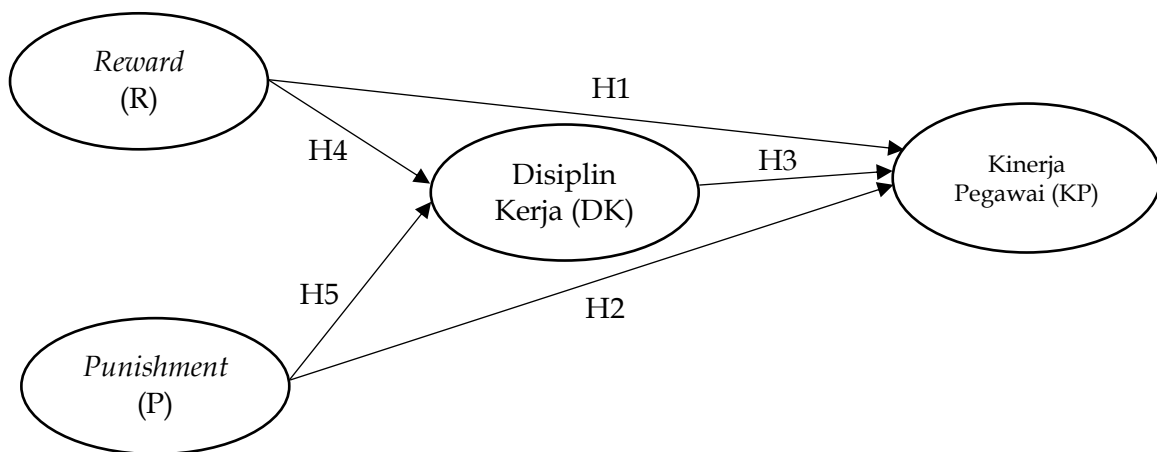 Reward
(R)
H1
H4
Disiplin
Kerja (DK)
H3
Kinerja
Pegawai (KP)
H5
H2
Punishment
(P)